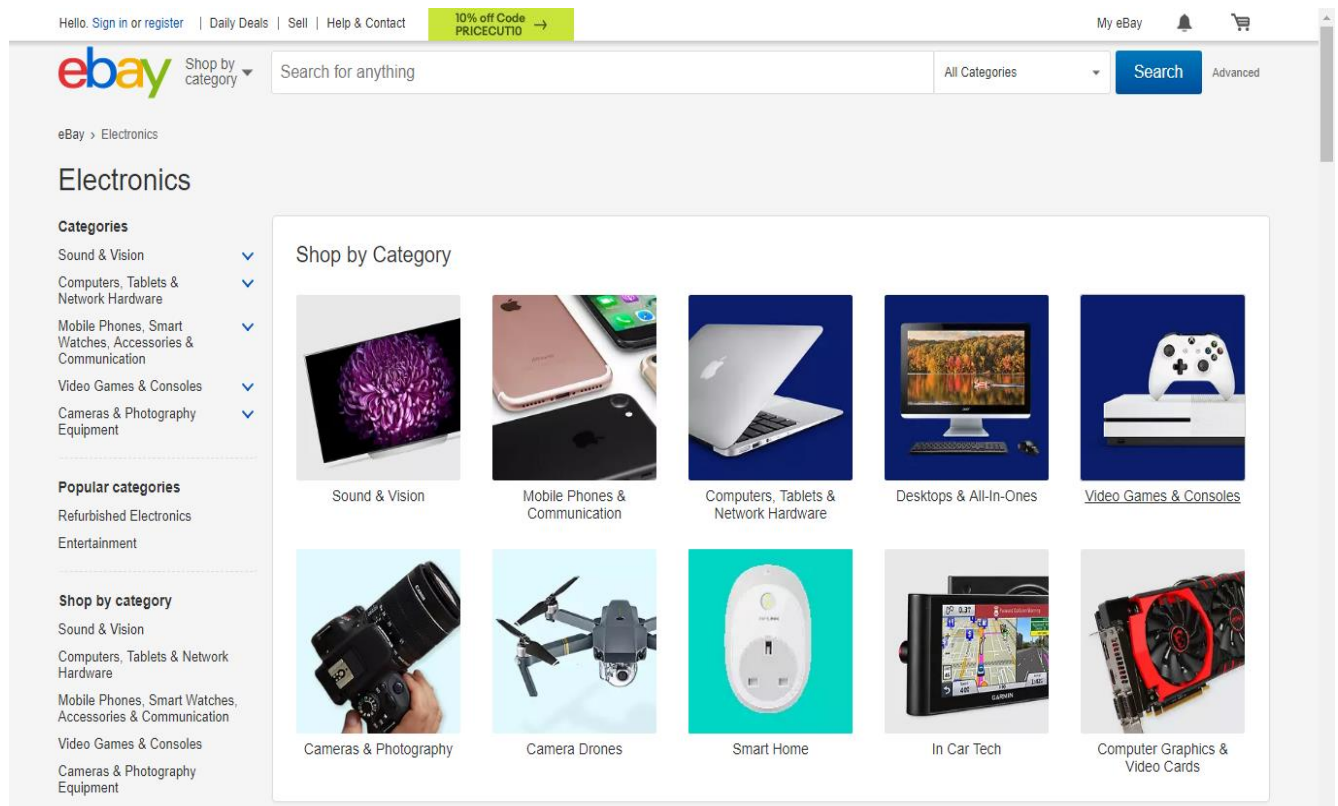 Hello. Sign in or register | Daily Deals | Sell | Help & Contact
10% off Code
PRICECUT10 →
My eBay
ebay
Shop by
category
Search for anything
All Categories
Search
Advanced
eBay > Electronics
Electronics
Categories
Sound & Vision
Computers, Tablets &
Network Hardware
Mobile Phones, Smart
Watches, Accessories &
Communication
Video Games & Consoles
Cameras & Photography
Equipment
Popular categories
Refurbished Electronics
Entertainment
Shop by category
Sound & Vision
Computers, Tablets & Network
Hardware
Mobile Phones, Smart Watches,
Accessories & Communication
Video Games & Consoles
Cameras & Photography
Equipment
Shop by Category
Sound & Vision
Mobile Phones &
Communication
Computers, Tablets &
Network Hardware
Desktops & All-In-Ones
Video Games & Consoles
Canon
0.3
GARMIN
Cameras & Photography
Camera Drones
Smart Home
In Car Tech
Computer Graphics &
Video Cards